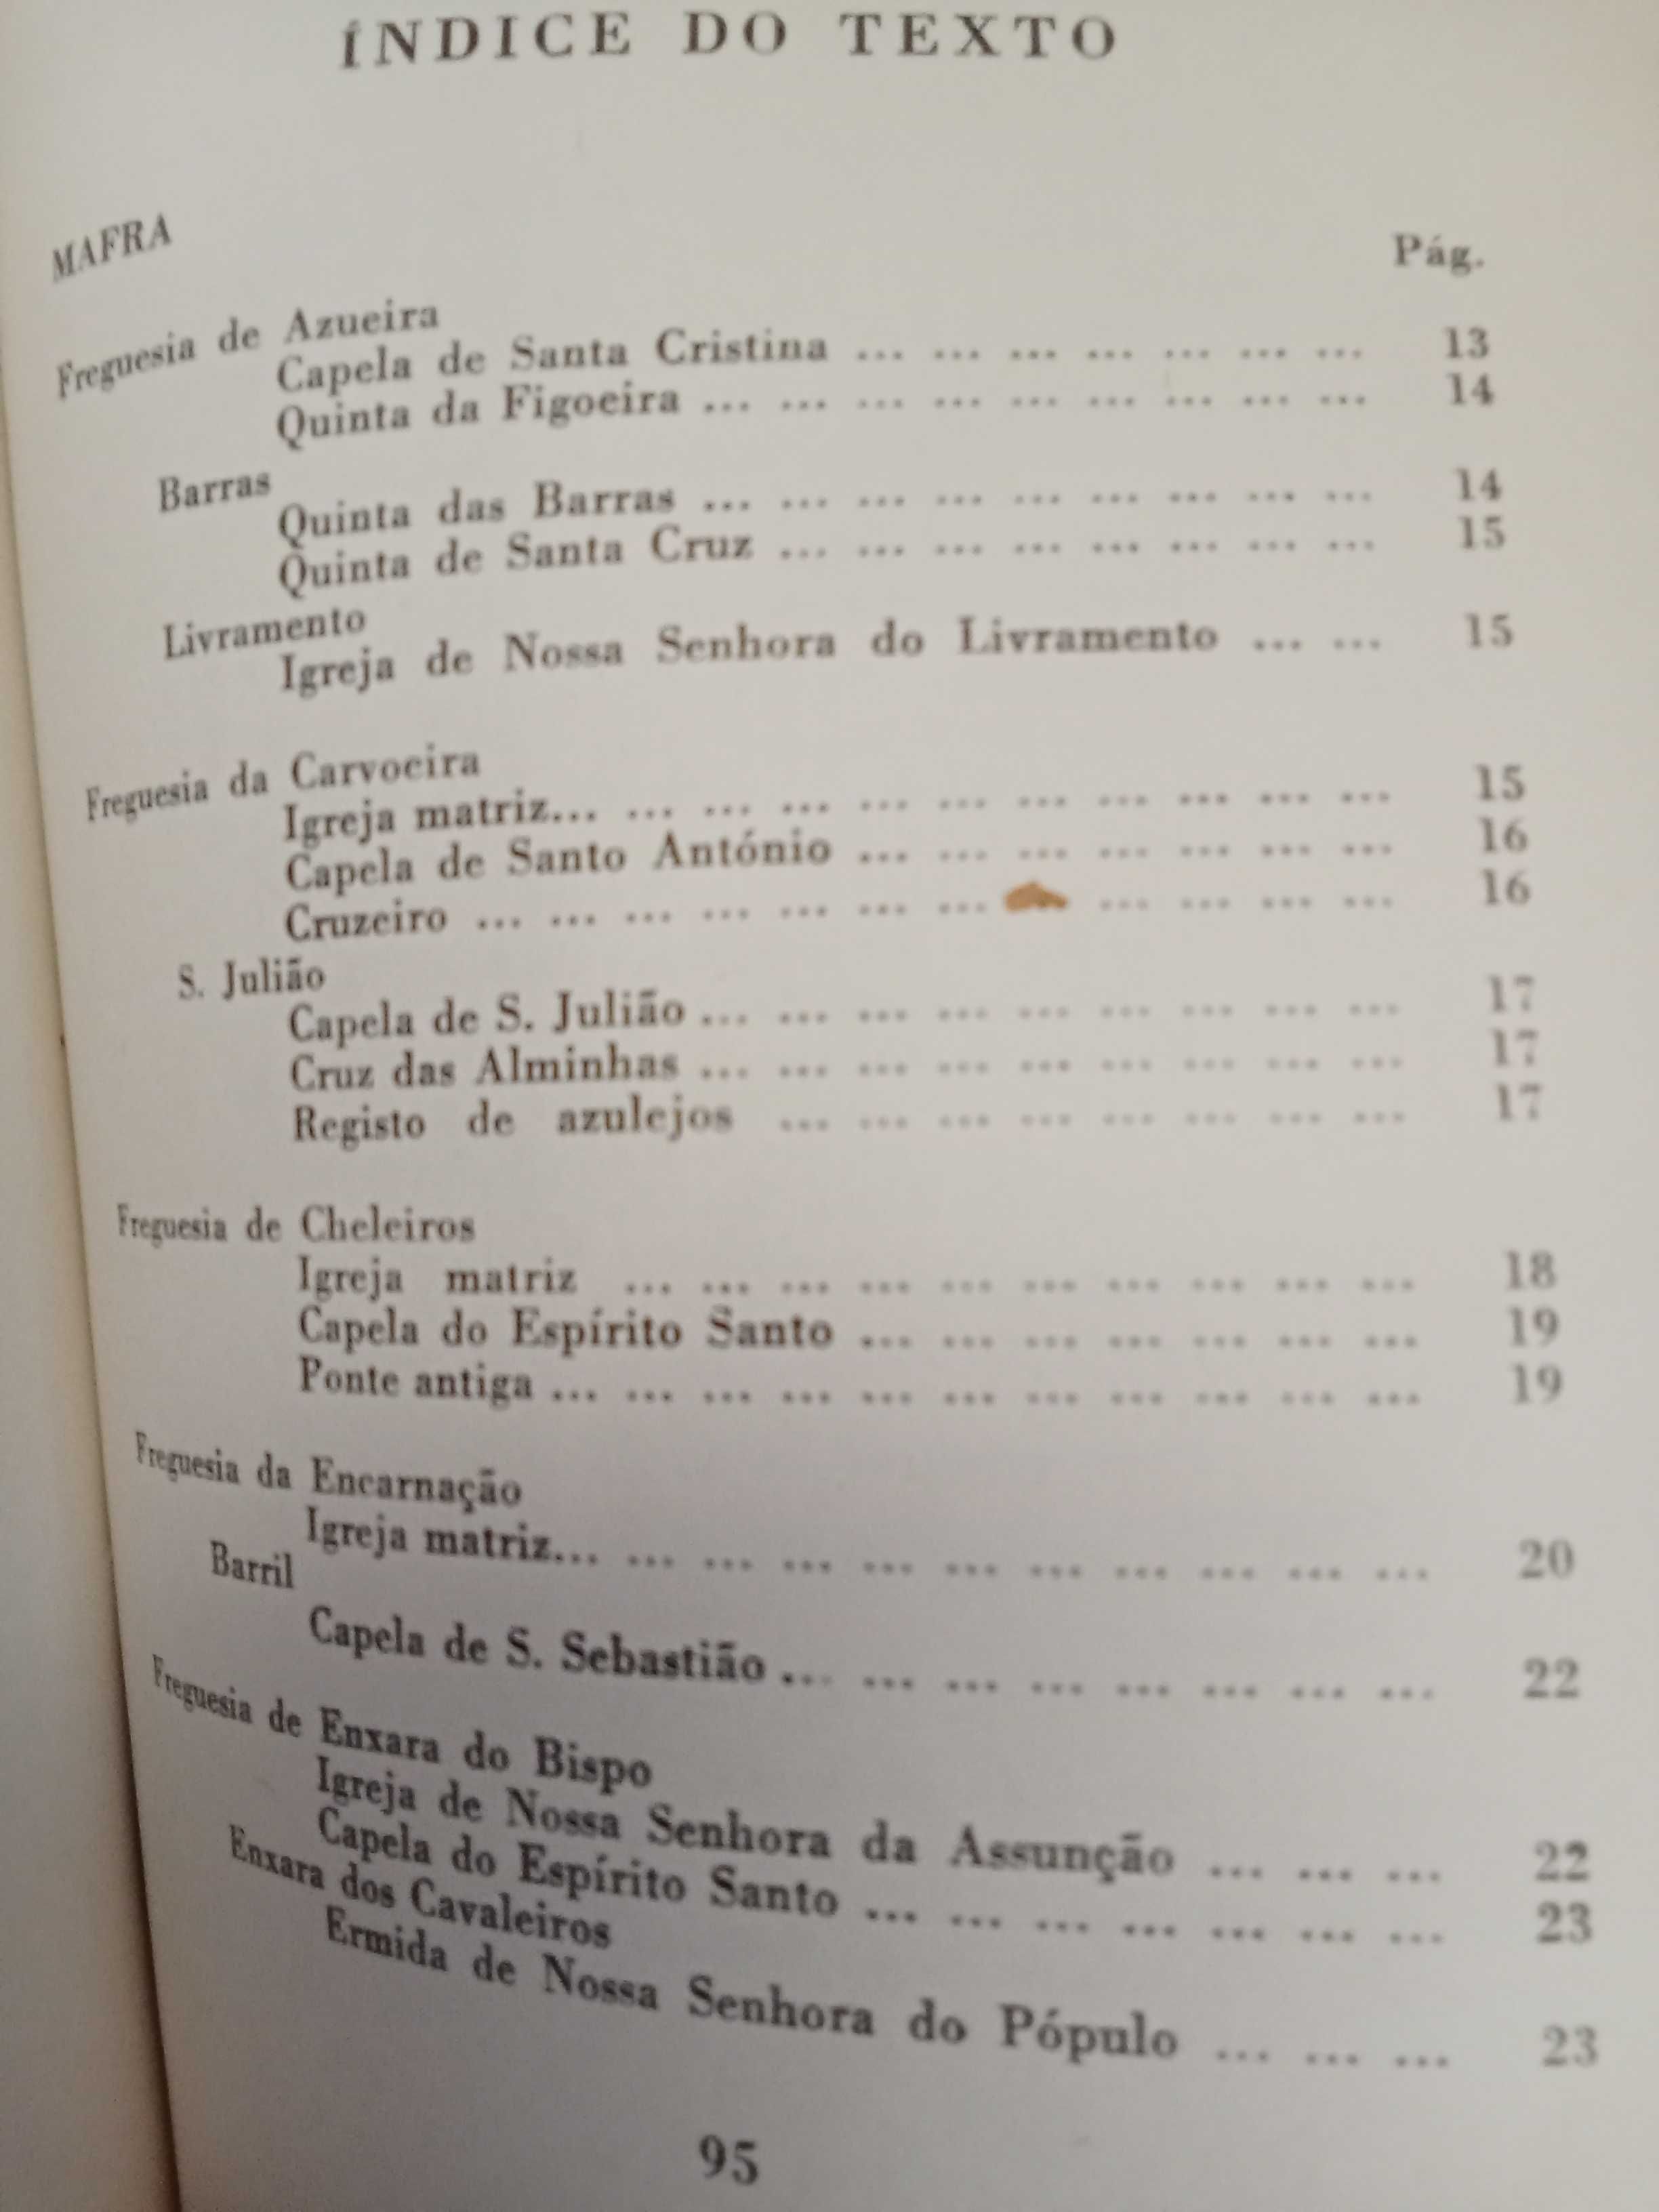 ÍNDICE DO TEXTO
MAFRA
Pág.
Freguesia de Azueira
Capela de Santa Cristina ... ... ... ... ... ... ... 13
Quinta da Figoeira ... ... ... ... ... ... ... ... ... 14
Barras
Quinta das Barras ... ... ... ... ... ... ... ... ... 14
Quinta de Santa Cruz ... ... ... ... ... ... ... ... 15
Livramento
Igreja de Nossa Senhora do Livramento ... ... 15
Freguesia da Carvoeira
Igreja matriz... ... ... ... ... ... ... ... ... ... ... 15
Capela de Santo António ... ... ... ... ... ... ... 16
Cruzeiro ... ... ... ... ... ... ... ... ... ... ... 16
S. Julião
Capela de S. Julião ... ... ... ... ... ... ... ... ... 17
Cruz das Alminhas ... ... ... ... ... ... ... ... ... 17
Registo de azulejos ... ... ... ... ... ... ... ... 17
Freguesia de Cheleiros
Igreja matriz ... ... ... ... ... ... ... ... ... ... 18
Capela do Espírito Santo ... ... ... ... ... ... ... 19
Ponte antiga ... ... ... ... ... ... ... ... ... ... ... 19
Freguesia da Encarnação
Igreja matriz... ... ... ... ... ... ... ... ... ... ... 20
Barril
Capela de S. Sebastião ... ... ... ... ... ... ... ... 22
Freguesia de Enxara do Bispo
Igreja de Nossa Senhora da Assunção ... ... ... 22
Capela do Espírito Santo ... ... ... ... ... ... ... 23
Enxara dos Cavaleiros
Ermida de Nossa Senhora do Pópulo ... ... ... 23
95